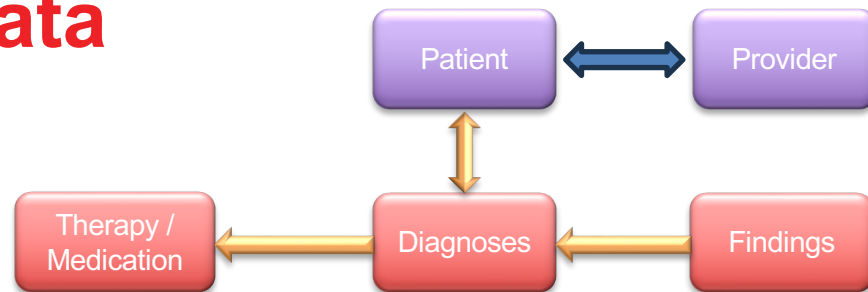 ata
Patient
Provider
Therapy /
Medication
Diagnoses
Findings